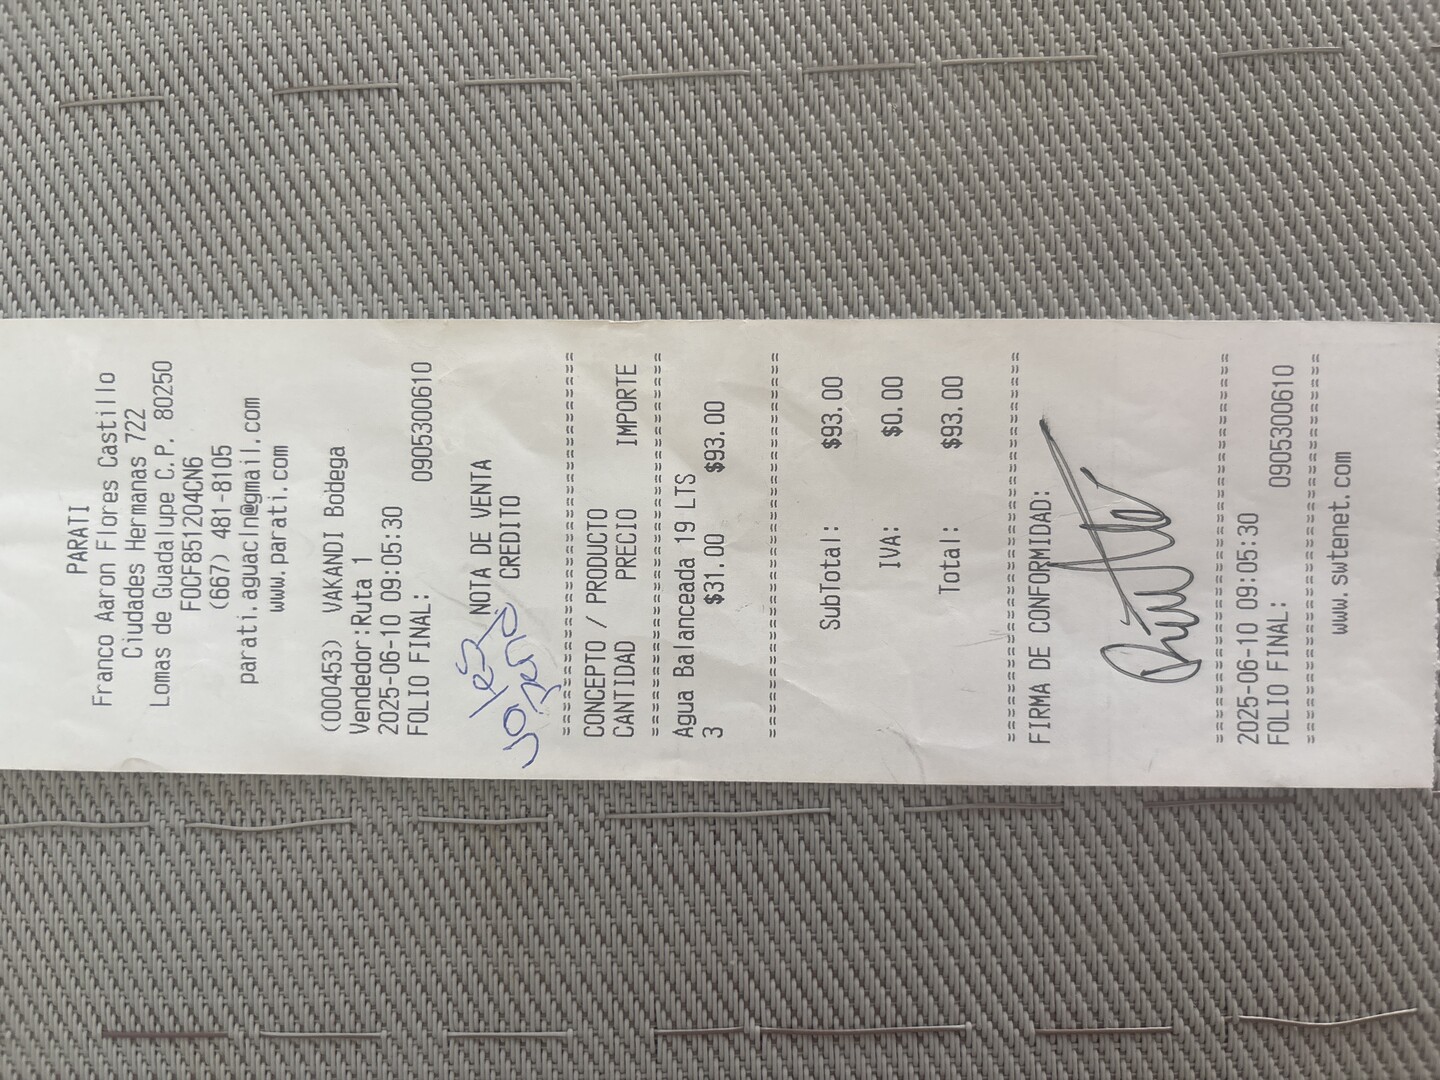 PARATI
Franco Aaron Flores Castillo
Ciudades Hermanas 722
Lomas de Guadalupe C.P. 80250
FOCF851204CN6
(667) 481-8105
parati.aguacln@gmail.com
www.parati.com
(000453) VAKANDI Bodega
Vendedor:Ruta 1
2025-06-10 09:05:30
FOLIO FINAL: 0905300610
NOTA DE VENTA
CREDITO
==============================
CONCEPTO / PRODUCTO
CANTIDAD PRECIO IMPORTE
==============================
Agua Balanceada 19 LTS
3 $31.00 $93.00
==============================
SubTotal: $93.00
IVA: $0.00
Total: $93.00
==============================
FIRMA DE CONFORMIDAD:
==============================
2025-06-10 09:05:30
FOLIO FINAL: 0905300610
==============================
www.swtenet.com